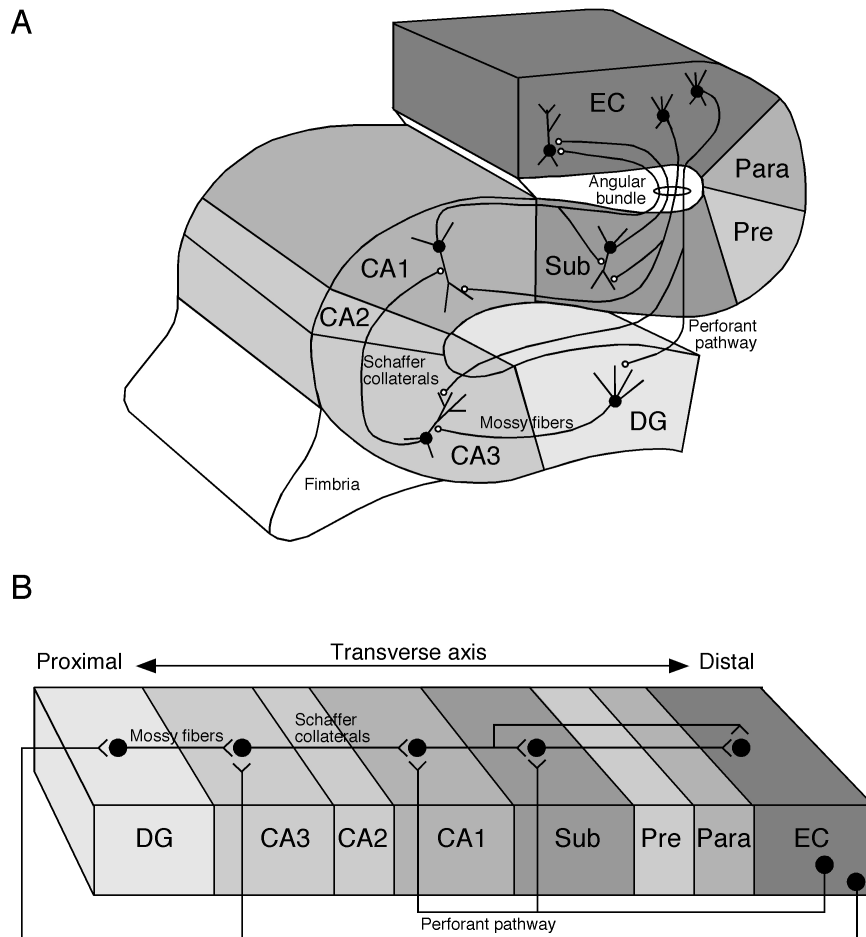 A
EC
Para
Angular
bundle
Pre
CA1
Sub
CA2
Perforant
pathway
Schaffer
collaterals
Mossy fibers
DG
CA3
Fimbria
B
Proximal
Transverse axis
Distal
Mossy fibers
Schaffer
collaterals
DG CA3 CA2 CA1 Sub Pre Para EC
Perforant pathway